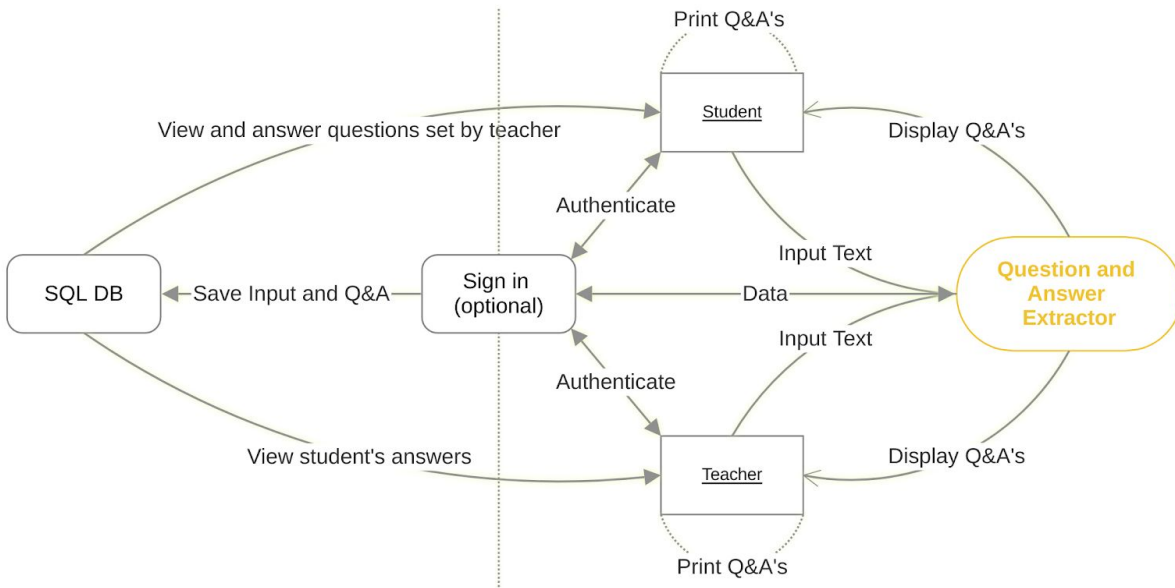 Print Q&A's
Student
View and answer questions set by teacher
Display Q&A's
Authenticate
Input Text
SQL DB
Save Input and Q&A
Sign in
(optional)
Data
Question and
Answer
Extractor
Input Text
Authenticate
View student's answers
Display Q&A's
Teacher
Print Q&A's